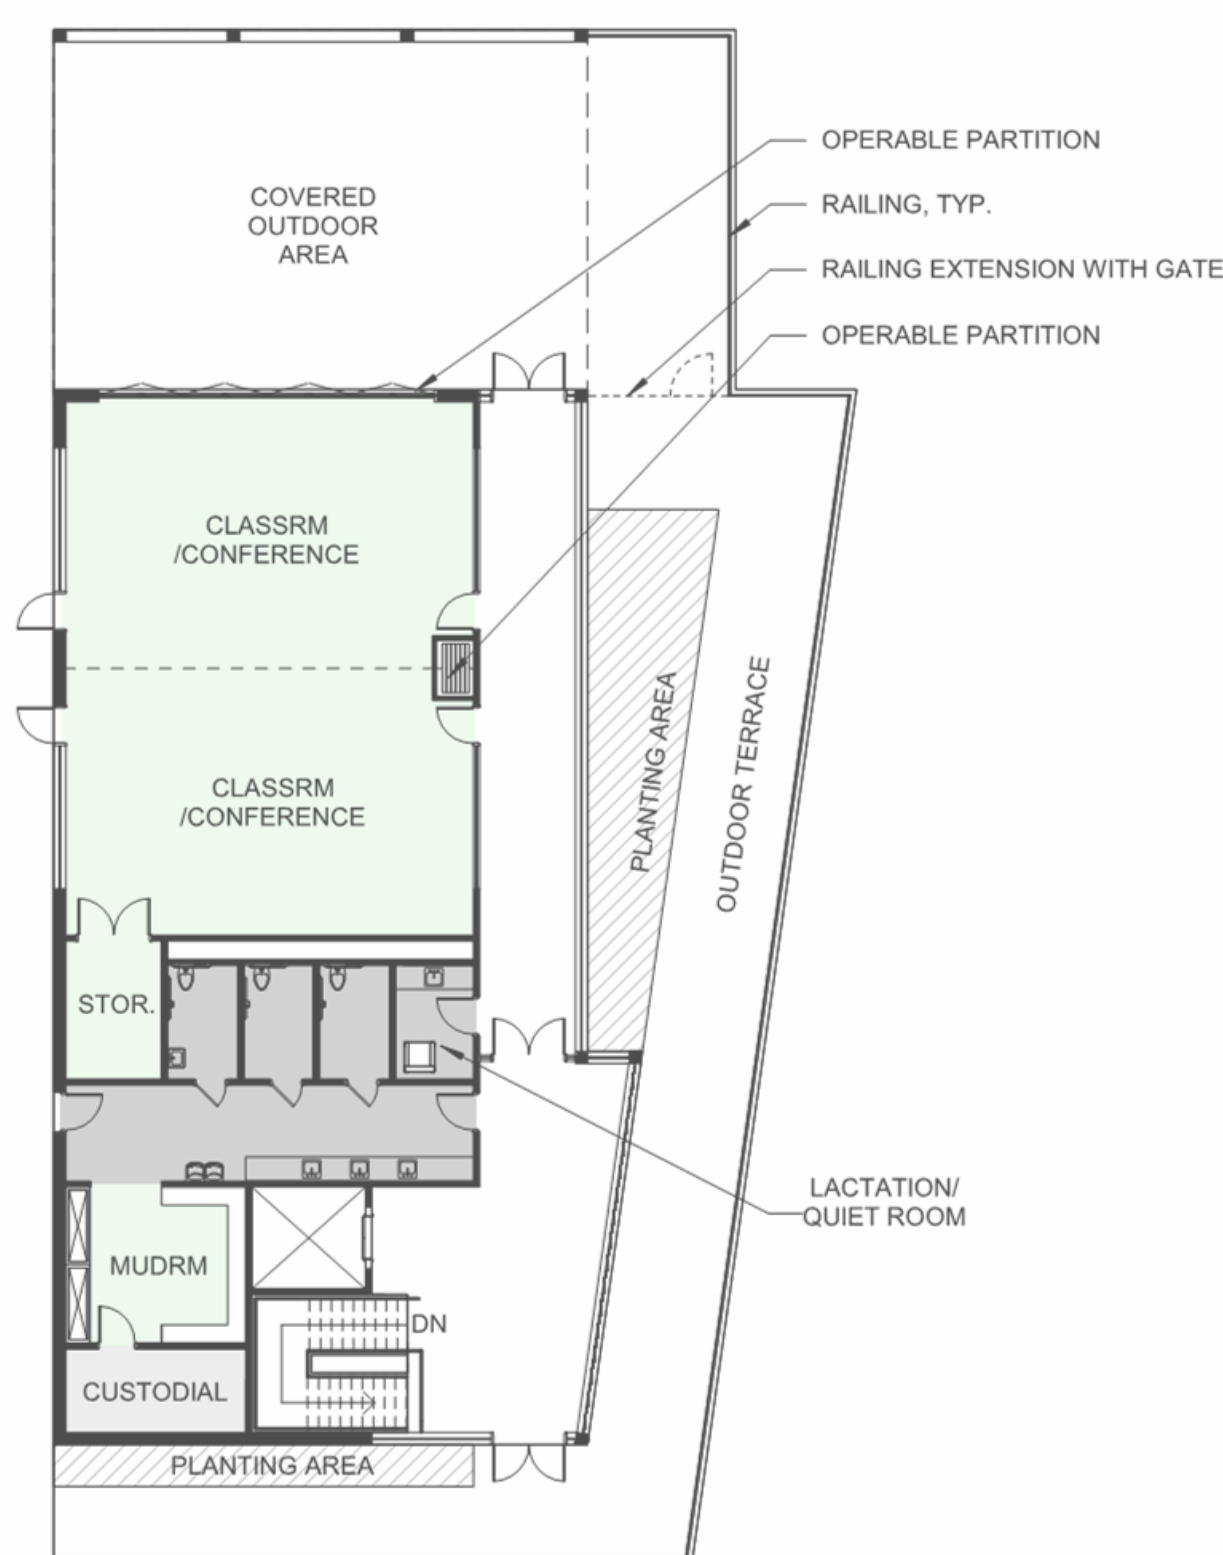 OPERABLE PARTITION
COVERED
OUTDOOR
AREA
RAILING, TYP.
RAILING EXTENSION WITH GATE
OPERABLE PARTITION
CLASSRM
/CONFERENCE
PLANTING AREA
OUTDOOR TERRACE
CLASSRM
/CONFERENCE
STOR.
LACTATION/
QUIET ROOM
MUDRM
DN
CUSTODIAL
PLANTING AREA